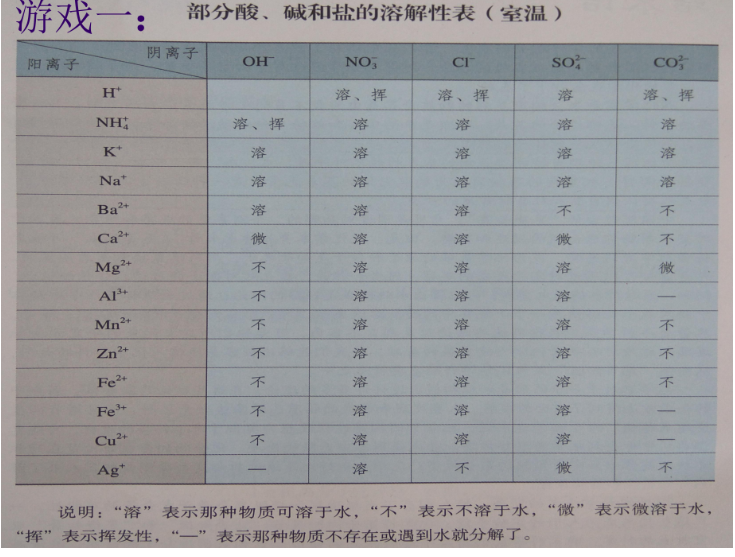 游戏一：
部分酸、碱和盐的溶解性表（室温）
阴离子
阳离子
OH⁻ NO₃⁻ Cl⁻ SO₄²⁻ CO₃²⁻
H⁺ 溶、挥 溶、挥 溶 溶、挥
NH₄⁺ 溶、挥 溶 溶 溶 溶
K⁺ 溶 溶 溶 溶 溶
Na⁺ 溶 溶 溶 溶 溶
Ba²⁺ 溶 溶 溶 不 不
Ca²⁺ 微 溶 溶 微 不
Mg²⁺ 不 溶 溶 溶 微
Al³⁺ 不 溶 溶 溶 —
Mn²⁺ 不 溶 溶 溶 不
Zn²⁺ 不 溶 溶 溶 不
Fe²⁺ 不 溶 溶 溶 不
Fe³⁺ 不 溶 溶 溶 —
Cu²⁺ 不 溶 溶 溶 —
Ag⁺ — 溶 不 微 不
说明：“溶”表示那种物质可溶于水，“不”表示不溶于水，“微”表示微溶于水，
“挥”表示挥发性，“—”表示那种物质不存在或遇到水就分解了。